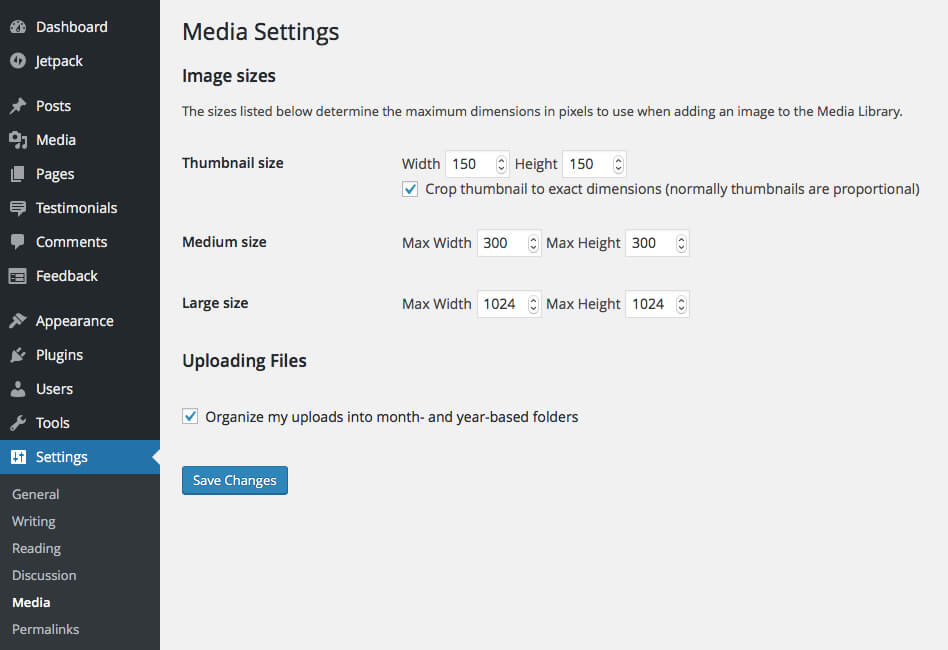 Dashboard
Jetpack
Posts
Media
Pages
Testimonials
Comments
Feedback
Appearance
Plugins
Users
Tools
Settings
General
Writing
Reading
Discussion
Media
Permalinks
Media Settings
Image sizes
The sizes listed below determine the maximum dimensions in pixels to use when adding an image to the Media Library.
Thumbnail size Width 150 Height 150
Crop thumbnail to exact dimensions (normally thumbnails are proportional)
Medium size Max Width 300 Max Height 300
Large size Max Width 1024 Max Height 1024
Uploading Files
Organize my uploads into month- and year-based folders
Save Changes